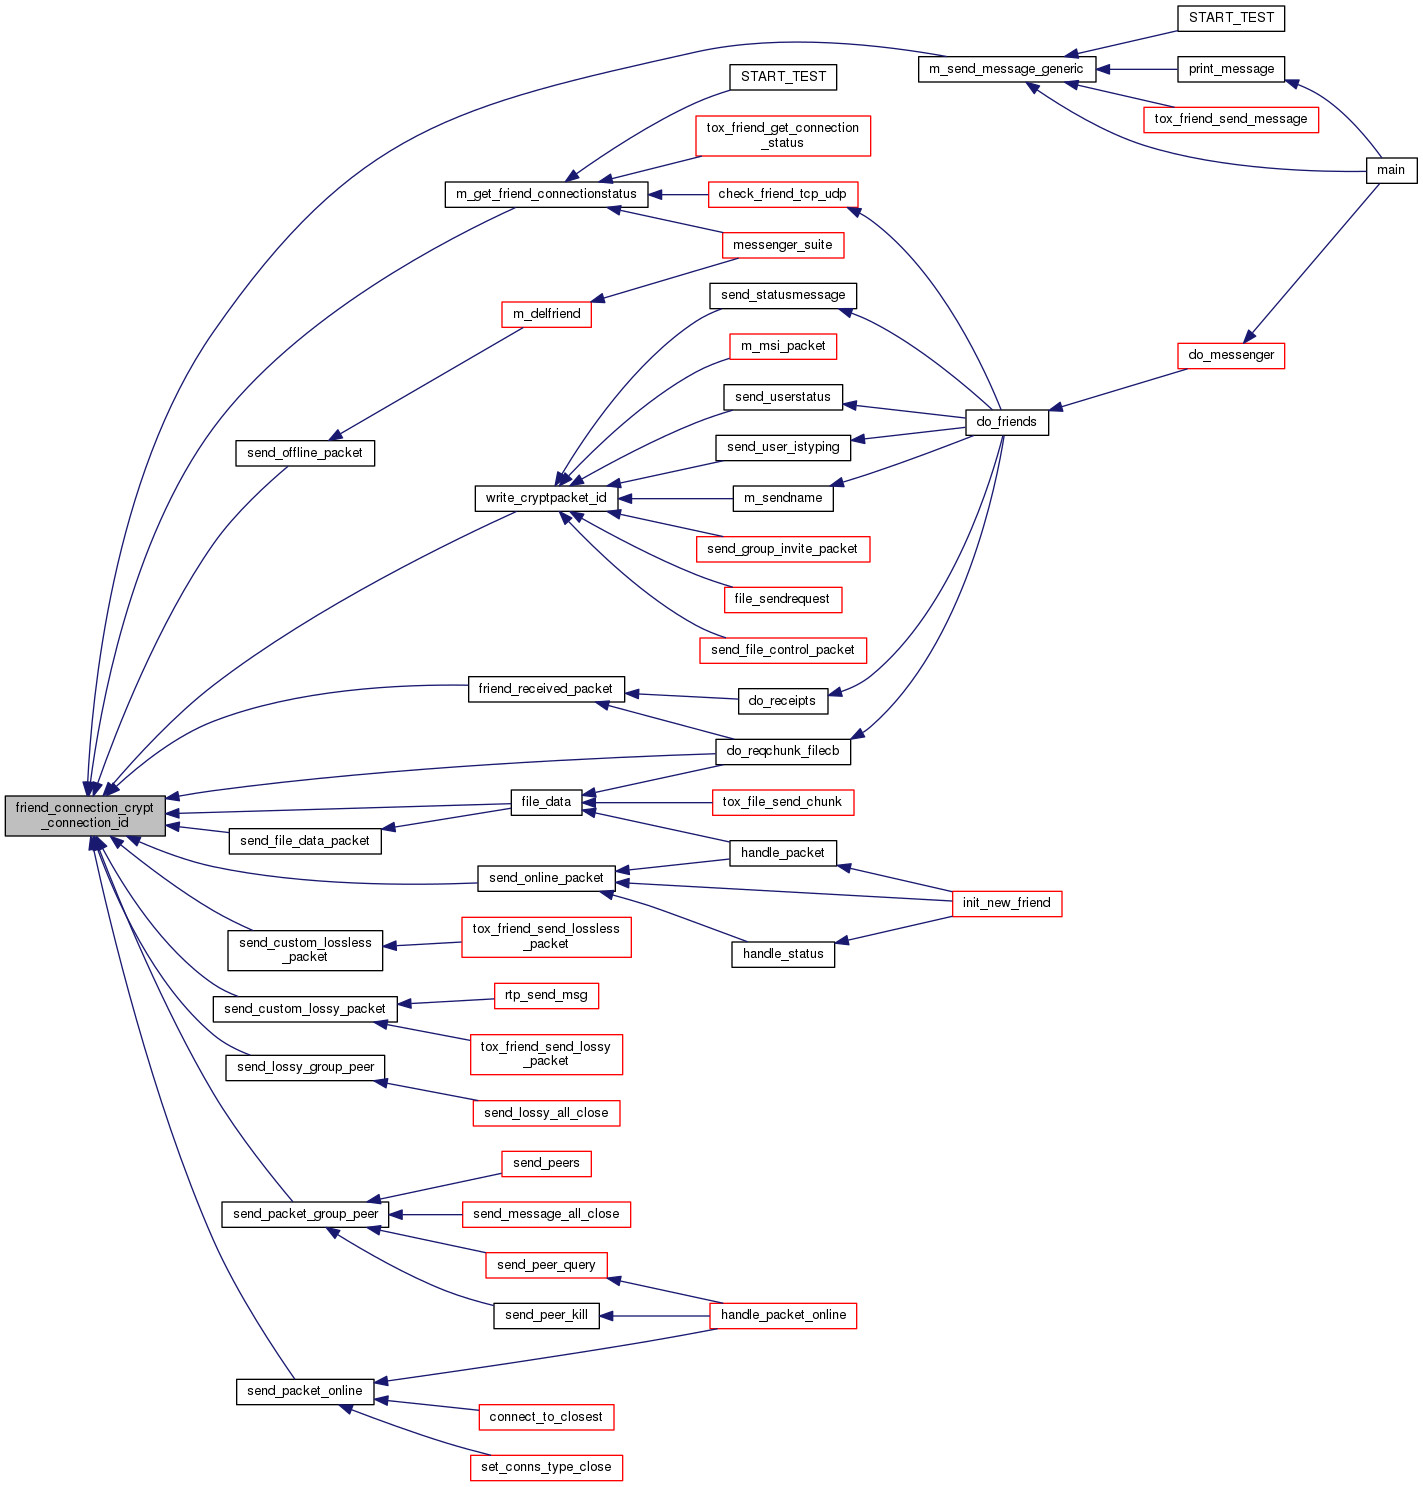 START_TEST
m_send_message_generic
print_message
START_TEST
tox_friend_send_message
tox_friend_get_connection
_status
main
m_get_friend_connectionstatus
check_friend_tcp_udp
messenger_suite
send_statusmessage
m_delfriend
m_msi_packet
do_messenger
send_userstatus
do_friends
send_user_istyping
send_offline_packet
write_cryptpacket_id
m_sendname
send_group_invite_packet
file_sendrequest
send_file_control_packet
friend_received_packet
do_receipts
do_reqchunk_filecb
friend_connection_crypt
_connection_id
file_data
tox_file_send_chunk
send_file_data_packet
handle_packet
send_online_packet
init_new_friend
send_custom_lossless
_packet
tox_friend_send_lossless
_packet
handle_status
rtp_send_msg
send_custom_lossy_packet
tox_friend_send_lossy
_packet
send_lossy_group_peer
send_lossy_all_close
send_peers
send_packet_group_peer
send_message_all_close
send_peer_query
send_peer_kill
handle_packet_online
send_packet_online
connect_to_closest
set_conns_type_close